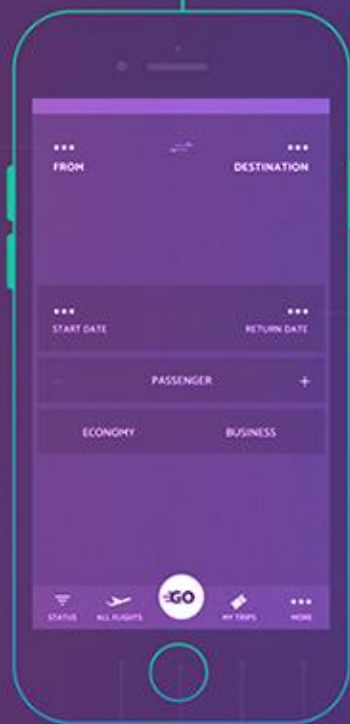 FROM DESTINATION
START DATE RETURN DATE
PASSENGER +
ECONOMY BUSINESS
GO
STATUS ALL FLIGHTS MY TRIPS MORE